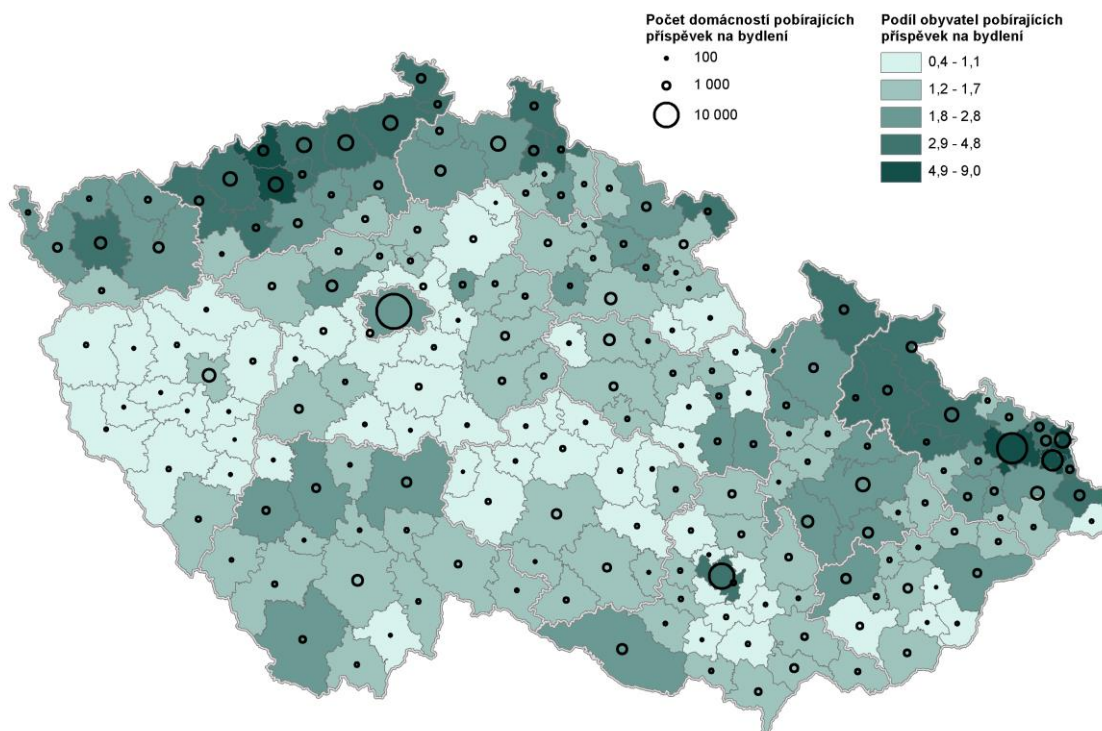 Počet domácností pobírajících
příspěvek na bydlení
100
1 000
10 000
Podíl obyvatel pobírajících
příspěvek na bydlení
0,4 - 1,1
1,2 - 1,7
1,8 - 2,8
2,9 - 4,8
4,9 - 9,0